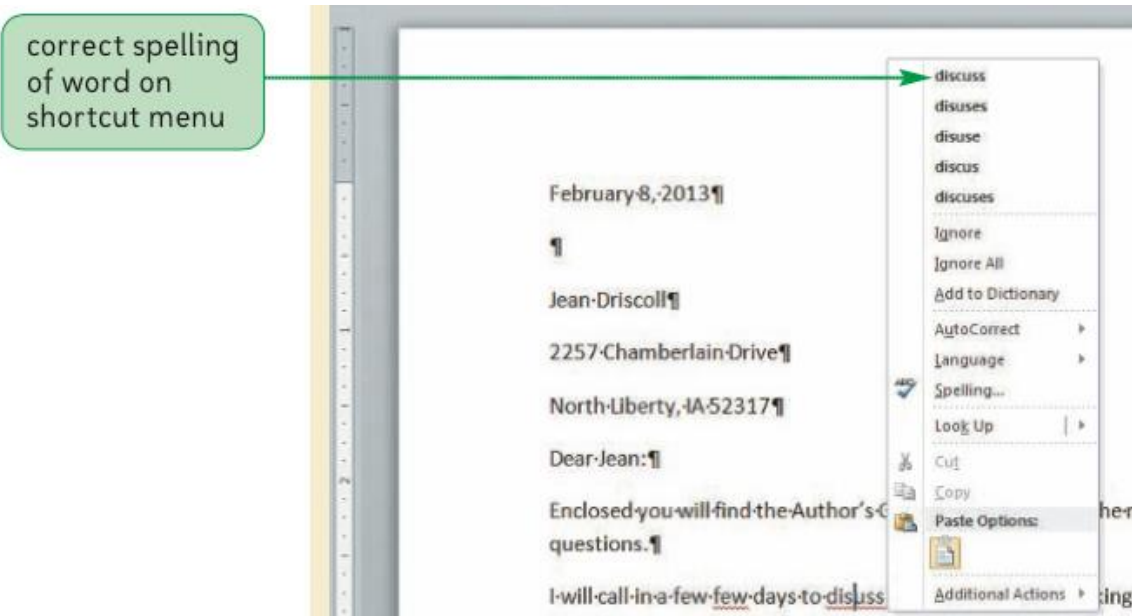 correct spelling
of word on
shortcut menu
discuss
disuses
disuse
discus
discuses
Ignore
Ignore All
Add to Dictionary
AutoCorrect
Language
Spelling...
Look Up
Cut
Copy
Paste Options:
Additional Actions
February·8,·2013¶
¶
Jean·Driscoll¶
2257·Chamberlain·Drive¶
North·Liberty,·IA·52317¶
Dear·Jean:¶
Enclosed·you·will·find·the·Author's·
questions.¶
I·will·call·in·a·few·few·days·to·disuss
1
2